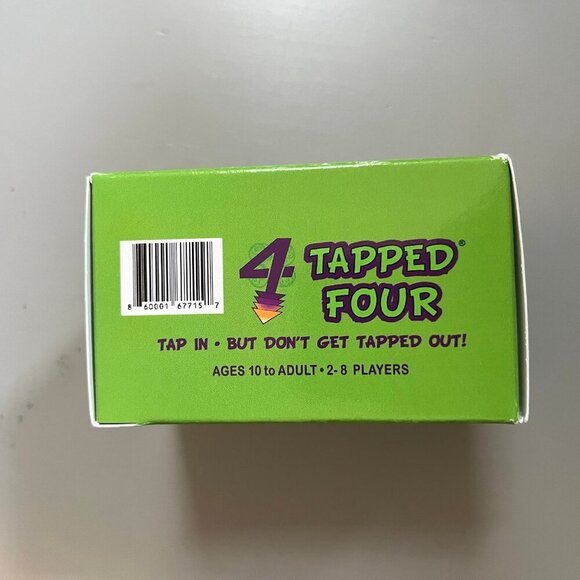 4 TAPPED®
FOUR
8 60001 67715 7
TAP IN • BUT DON'T GET TAPPED OUT!
AGES 10 to ADULT • 2-8 PLAYERS